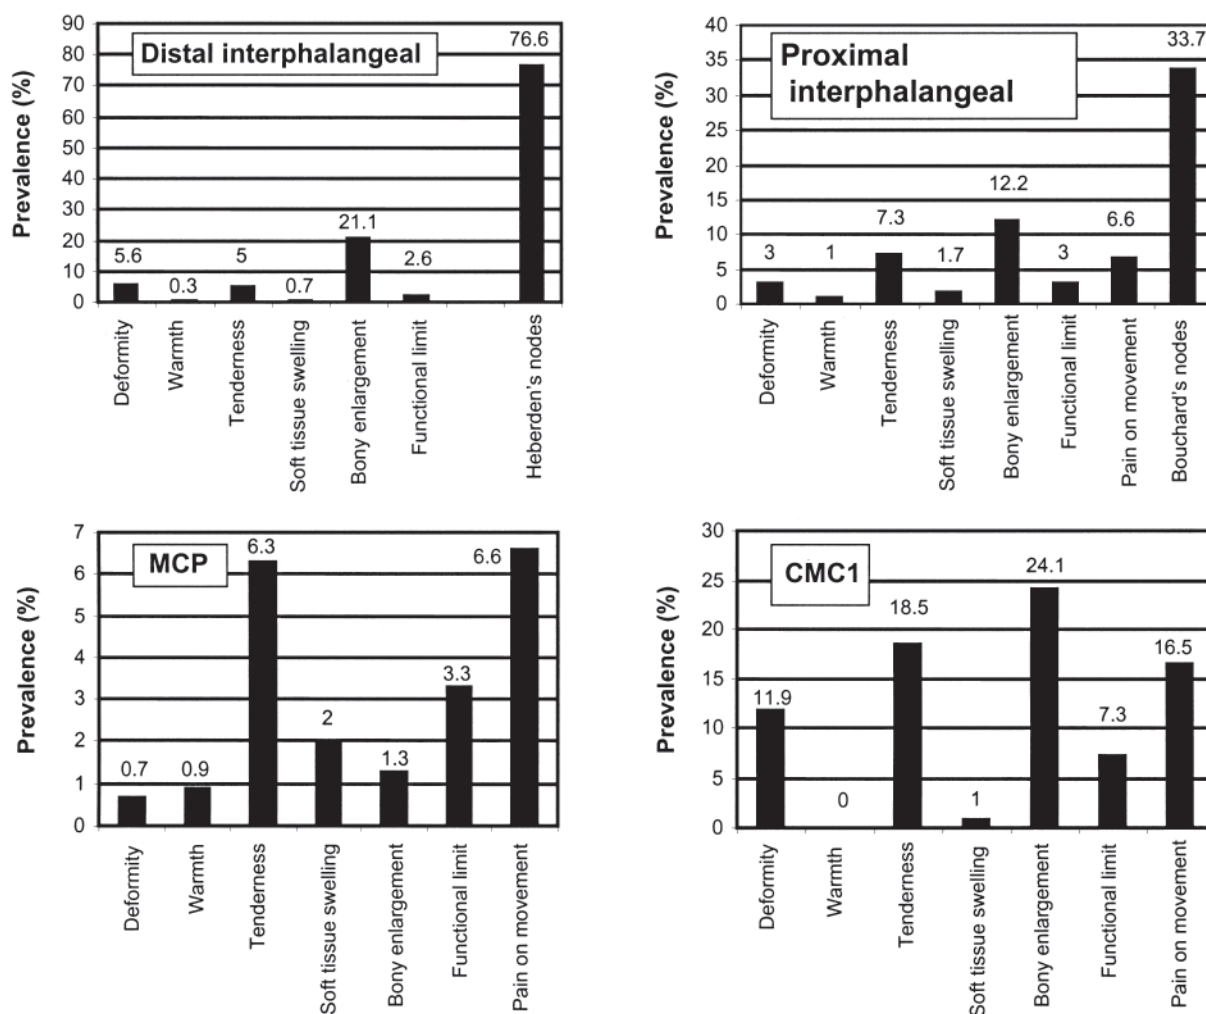 Distal interphalangeal
Prevalence (%)
90
80
70
60
50
40
30
20
10
0
5.6
0.3
5
0.7
21.1
2.6
76.6
Deformity
Warmth
Tenderness
Soft tissue swelling
Bony enlargement
Functional limit
Heberden's nodes
Proximal
interphalangeal
Prevalence (%)
40
35
30
25
20
15
10
5
0
3
1
7.3
1.7
12.2
3
6.6
33.7
Deformity
Warmth
Tenderness
Soft tissue swelling
Bony enlargement
Functional limit
Pain on movement
Bouchard's nodes
MCP
Prevalence (%)
7
6
5
4
3
2
1
0
0.7
0.9
6.3
2
1.3
3.3
6.6
Deformity
Warmth
Tenderness
Soft tissue swelling
Bony enlargement
Functional limit
Pain on movement
CMC1
Prevalence (%)
30
25
20
15
10
5
0
11.9
0
18.5
1
24.1
7.3
16.5
Deformity
Warmth
Tenderness
Soft tissue swelling
Bony enlargement
Functional limit
Pain on movement